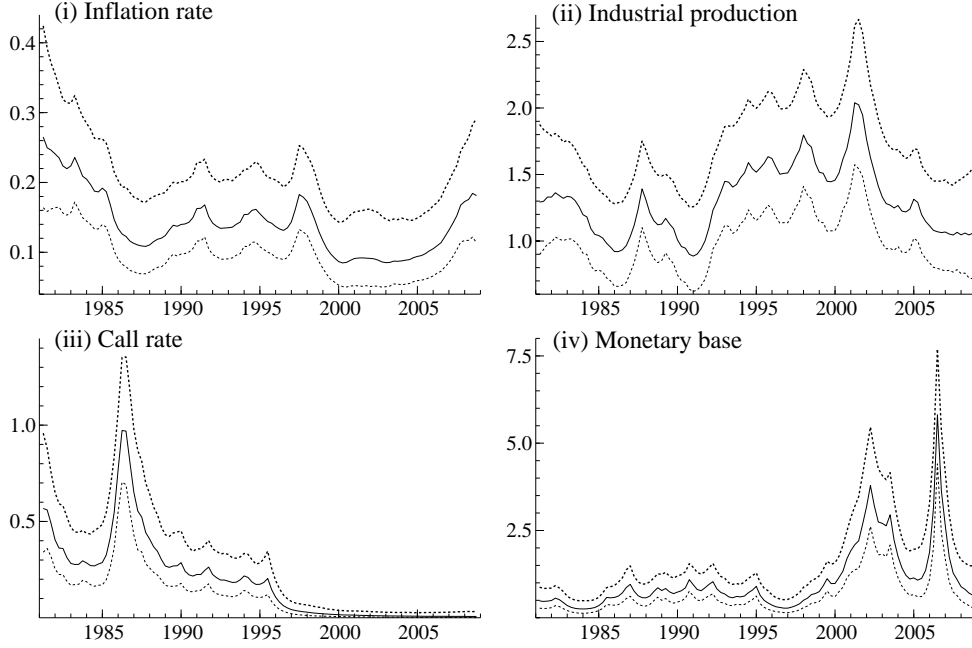 (i) Inflation rate
0.4
0.3
0.2
0.1
1985 1990 1995 2000 2005
(ii) Industrial production
2.5
2.0
1.5
1.0
1985 1990 1995 2000 2005
(iii) Call rate
1.0
0.5
1985 1990 1995 2000 2005
(iv) Monetary base
7.5
5.0
2.5
1985 1990 1995 2000 2005